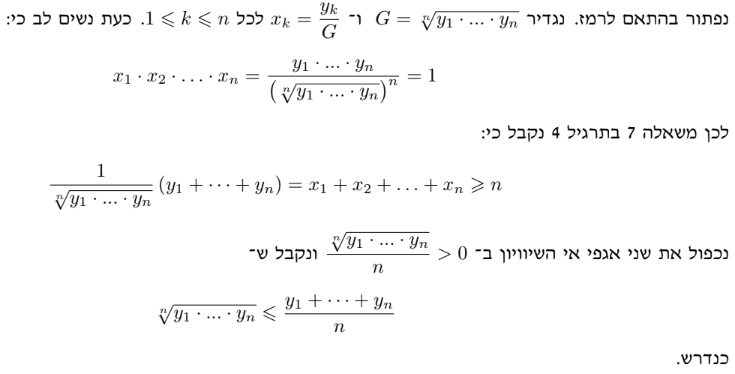 נפתור בהתאם לרמז. נגדיר $G = \sqrt[n]{y_1 \cdot \ldots \cdot y_n}$ ו־ $x_k = \frac{y_k}{G}$ לכל $1 \leqslant k \leqslant n$. כעת נשים לב כי:
$x_1 \cdot x_2 \cdot \ldots \cdot x_n = \frac{y_1 \cdot \ldots \cdot y_n}{\left(\sqrt[n]{y_1 \cdot \ldots \cdot y_n}\right)^n} = 1$
לכן משאלה 7 בתרגיל 4 נקבל כי:
$\frac{1}{\sqrt[n]{y_1 \cdot \ldots \cdot y_n}} \left(y_1 + \cdots + y_n\right) = x_1 + x_2 + \ldots + x_n \geqslant n$
נכפול את שני אגפי אי השיוויון ב־ $\frac{\sqrt[n]{y_1 \cdot \ldots \cdot y_n}}{n} > 0$ ונקבל ש־
$\sqrt[n]{y_1 \cdot \ldots \cdot y_n} \leqslant \frac{y_1 + \cdots + y_n}{n}$
כנדרש.